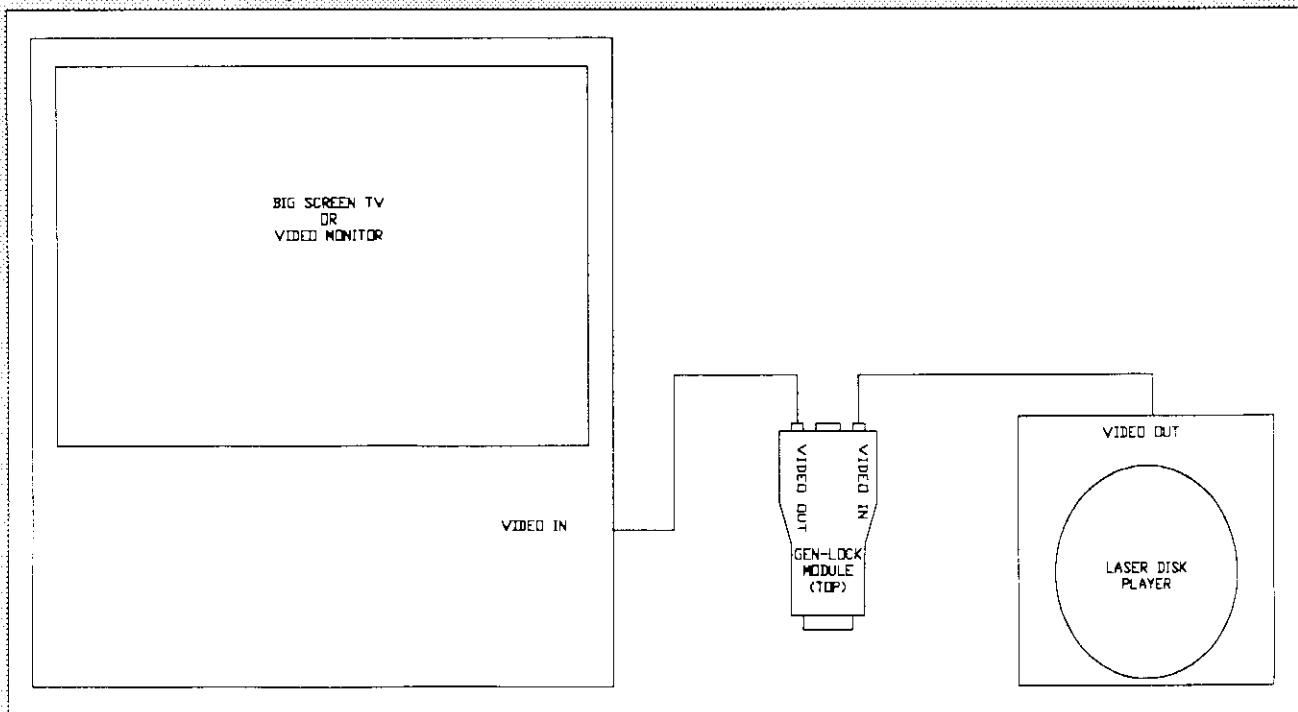 BIG SCREEN TV
OR
VIDEO MONITOR
VIDEO IN
VIDEO OUT
VIDEO IN
GEN-LOCK
MODULE
(TOP)
VIDEO OUT
LASER DISK
PLAYER